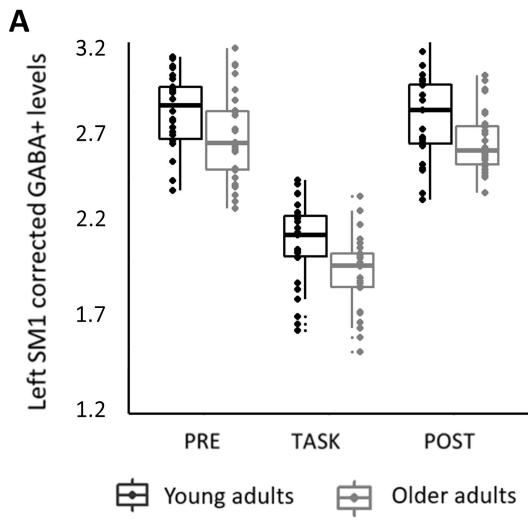 A
Left SM1 corrected GABA+ levels
3.2
2.7
2.2
1.7
1.2
PRE TASK POST
Young adults Older adults